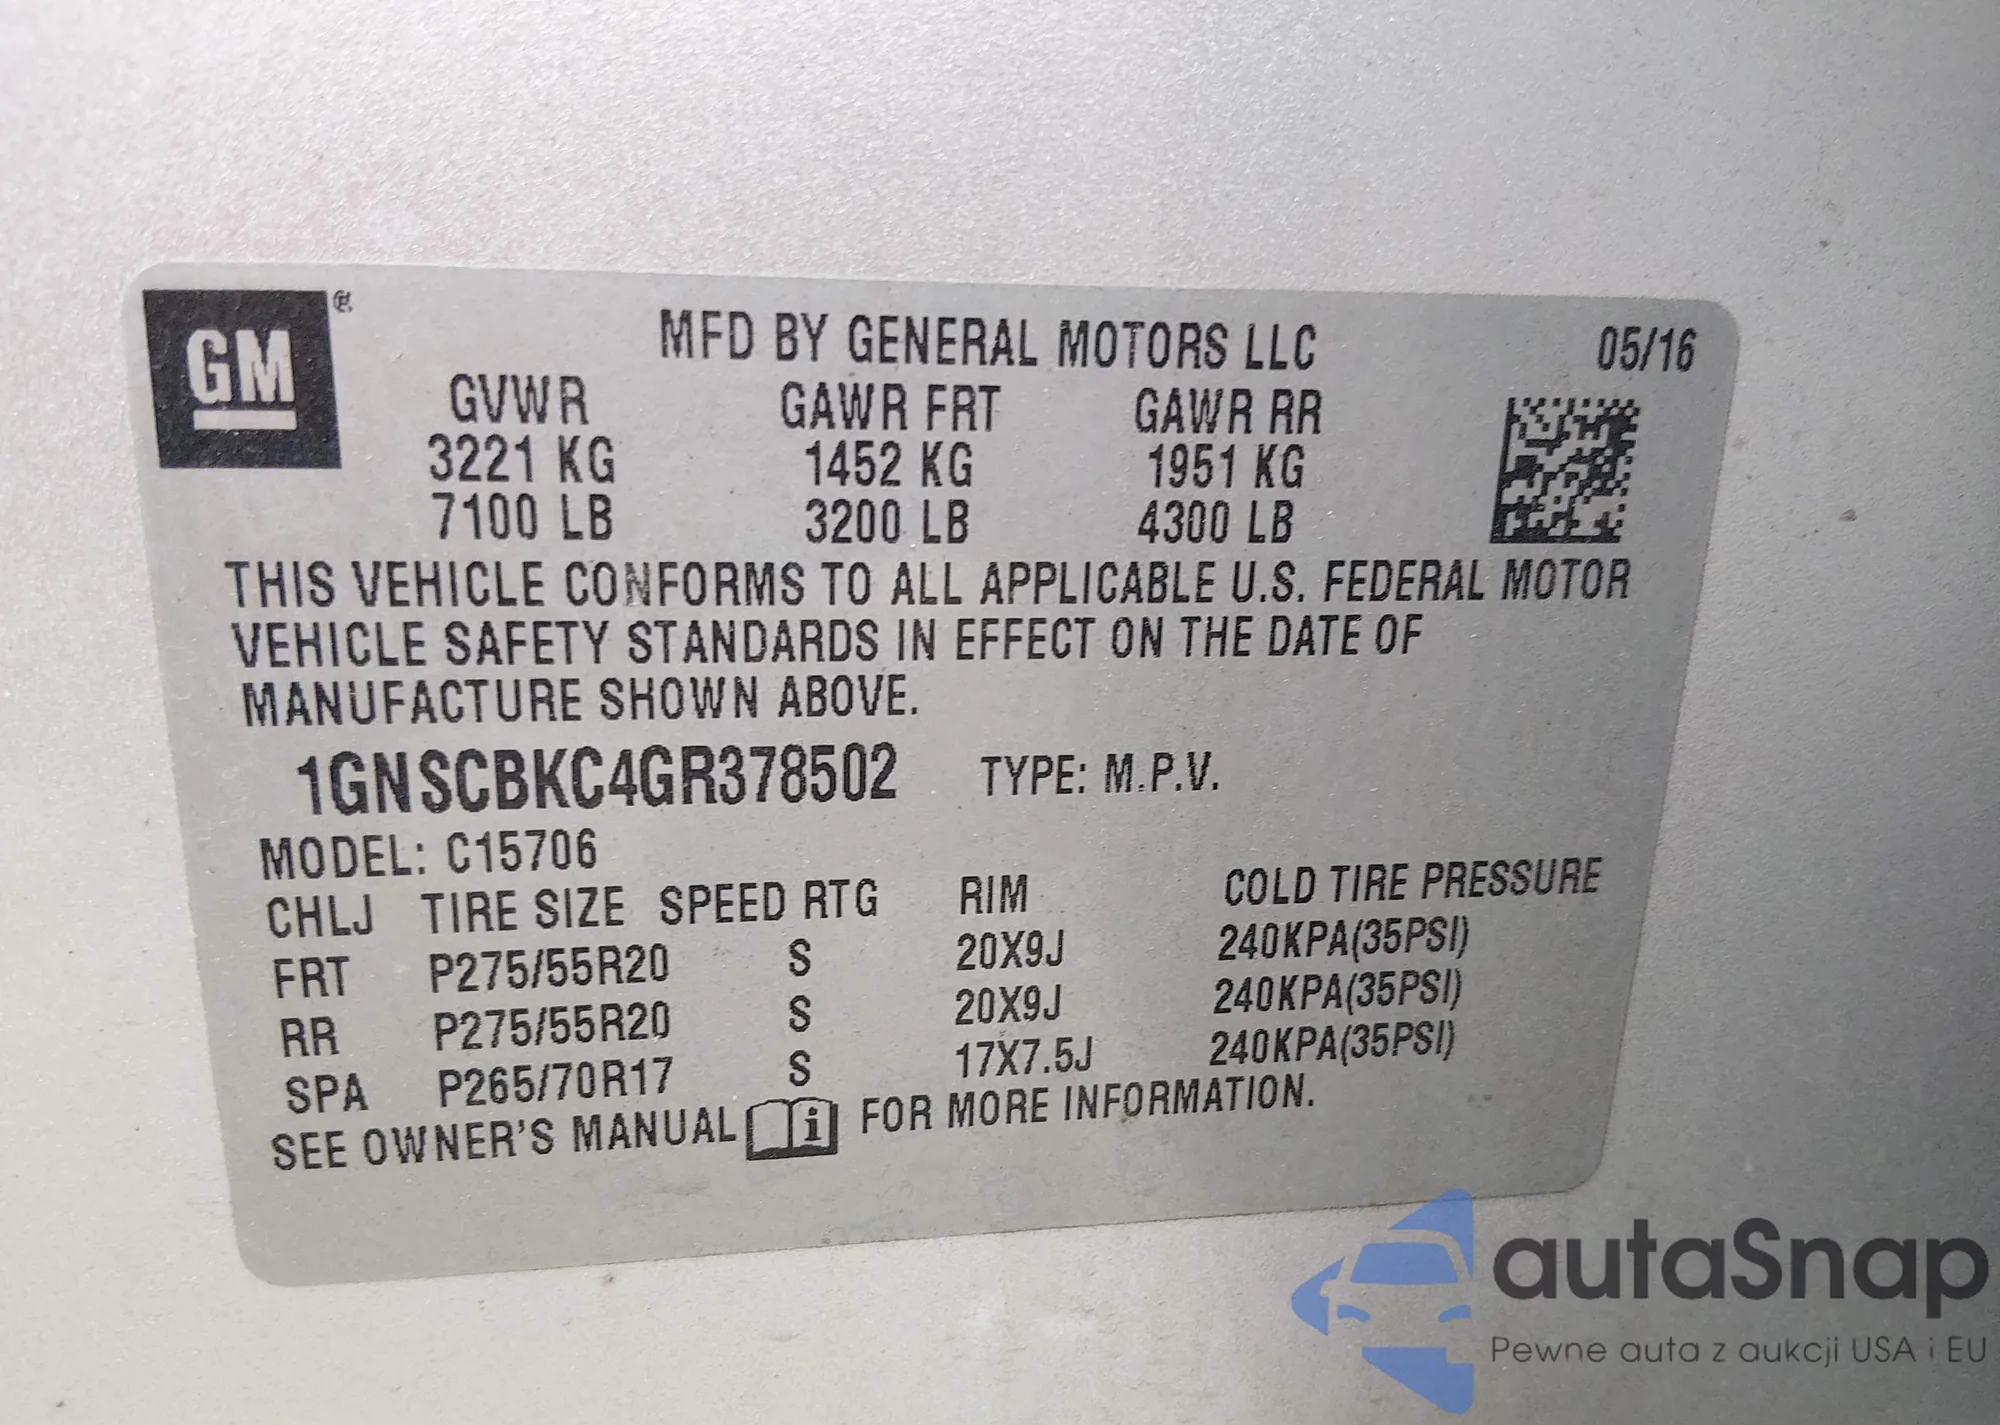 GM ®
MFD BY GENERAL MOTORS LLC 05/16
GVWR GAWR FRT GAWR RR
3221 KG 1452 KG 1951 KG
7100 LB 3200 LB 4300 LB
THIS VEHICLE CONFORMS TO ALL APPLICABLE U.S. FEDERAL MOTOR
VEHICLE SAFETY STANDARDS IN EFFECT ON THE DATE OF
MANUFACTURE SHOWN ABOVE.
1GNSCBKC4GR378502 TYPE: M.P.V.
MODEL: C15706
CHLJ TIRE SIZE SPEED RTG RIM COLD TIRE PRESSURE
FRT P275/55R20 S 20X9J 240KPA(35PSI)
RR P275/55R20 S 20X9J 240KPA(35PSI)
SPA P265/70R17 S 17X7.5J 240KPA(35PSI)
SEE OWNER'S MANUAL i FOR MORE INFORMATION.
autaSnap
Pewne auta z aukcji USA i EU